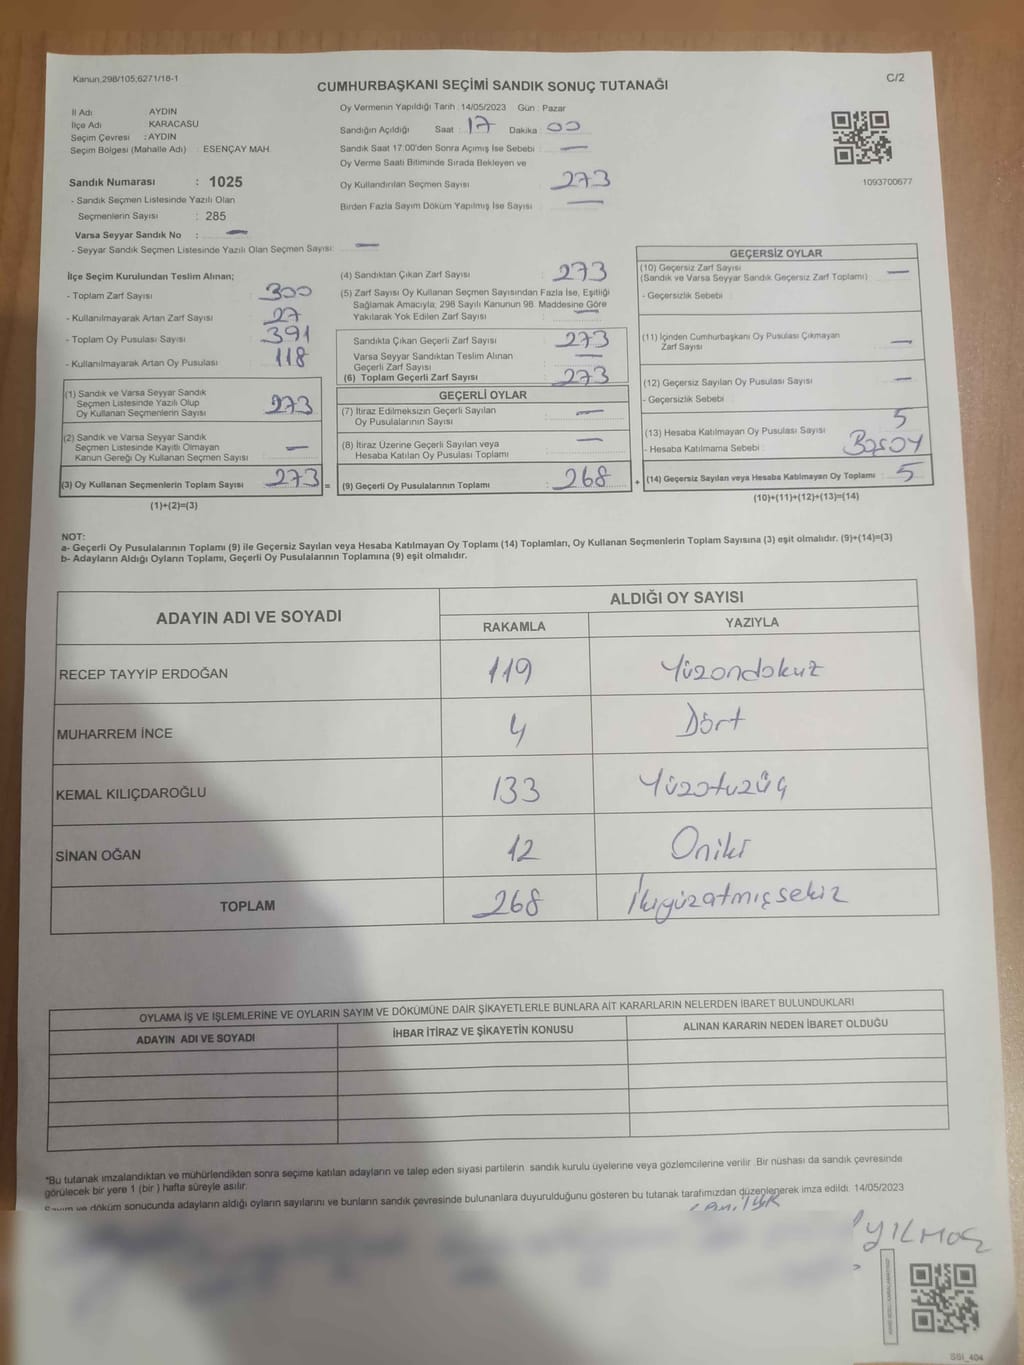 Kanun:298/105;6271/18-1
C/2
CUMHURBAŞKANI SEÇİMİ SANDIK SONUÇ TUTANAĞI
İl Adı AYDIN
İlçe Adı KARACASU
Seçim Çevresi : AYDIN
Seçim Bölgesi (Mahalle Adı) : ESENÇAY MAH.
Sandık Numarası : 1025
- Sandık Seçmen Listesinde Yazılı Olan
Seçmenlerin Sayısı : 285
Varsa Seyyar Sandık No : —
- Seyyar Sandık Seçmen Listesinde Yazılı Olan Seçmen Sayısı: —
Oy Vermenin Yapıldığı Tarih : 14/05/2023 Gün : Pazar
Sandığın Açıldığı Saat : 17 Dakika : 00
Sandık Saat 17:00'den Sonra Açımış İse Sebebi : —
Oy Verme Saati Bitiminde Sırada Bekleyen ve
Oy Kullandırılan Seçmen Sayısı 273
Birden Fazla Sayım Döküm Yapılmış İse Sayısı —
1093700677
İlçe Seçim Kurulundan Teslim Alınan;
- Toplam Zarf Sayısı 300
- Kullanılmayarak Artan Zarf Sayısı : 27
- Toplam Oy Pusulası Sayısı : 391
- Kullanılmayarak Artan Oy Pusulası : 118
(1) Sandık ve Varsa Seyyar Sandık
Seçmen Listesinde Yazılı Olup
Oy Kullanan Seçmenlerin Sayısı 273
(2) Sandık ve Varsa Seyyar Sandık
Seçmen Listesinde Kayıtlı Olmayan
Kanun Gereği Oy Kullanan Seçmen Sayısı —
(3) Oy Kullanan Seçmenlerin Toplam Sayısı 273 =
(1)+(2)=(3)
(4) Sandıktan Çıkan Zarf Sayısı : 273
(5) Zarf Sayısı Oy Kullanan Seçmen Sayısından Fazla İse, Eşitliği
Sağlamak Amacıyla; 298 Sayılı Kanunun 98. Maddesine Göre
Yakılarak Yok Edilen Zarf Sayısı —
Sandıkta Çıkan Geçerli Zarf Sayısı 273
Varsa Seyyar Sandıktan Teslim Alınan
Geçerli Zarf Sayısı —
(6) Toplam Geçerli Zarf Sayısı : 273
GEÇERLİ OYLAR
(7) İtiraz Edilmeksizin Geçerli Sayılan
Oy Pusulalarının Sayısı —
(8) İtiraz Üzerine Geçerli Sayılan veya
Hesaba Katılan Oy Pusulası Toplamı —
(9) Geçerli Oy Pusulalarının Toplamı : 268 +
GEÇERSİZ OYLAR
(10) Geçersiz Zarf Sayısı
(Sandık ve Varsa Seyyar Sandık Geçersiz Zarf Toplamı) : —
- Geçersizlik Sebebi
(11) İçinden Cumhurbaşkanı Oy Pusulası Çıkmayan
Zarf Sayısı —
(12) Geçersiz Sayılan Oy Pusulası Sayısı —
- Geçersizlik Sebebi
(13) Hesaba Katılmayan Oy Pusulası Sayısı : 5
- Hesaba Katılmama Sebebi :
(14) Geçersiz Sayılan veya Hesaba Katılmayan Oy Toplamı : 5
(10)+(11)+(12)+(13)=(14)
NOT:
a- Geçerli Oy Pusulalarının Toplamı (9) ile Geçersiz Sayılan veya Hesaba Katılmayan Oy Toplamı (14) Toplamları, Oy Kullanan Seçmenlerin Toplam Sayısına (3) eşit olmalıdır. (9)+(14)=(3)
b- Adayların Aldığı Oyların Toplamı, Geçerli Oy Pusulalarının Toplamına (9) eşit olmalıdır.
ADAYIN ADI VE SOYADI
ALDIĞI OY SAYISI
RAKAMLA YAZIYLA
RECEP TAYYİP ERDOĞAN 119 Yüzondokuz
MUHARREM İNCE 4 Dört
KEMAL KILIÇDAROĞLU 133 Yüzotuzüç
SİNAN OĞAN 12 Oniki
TOPLAM 268 İkiyüzatmışsekiz
OYLAMA İŞ VE İŞLEMLERİNE VE OYLARIN SAYIM VE DÖKÜMÜNE DAİR ŞİKAYETLERLE BUNLARA AİT KARARLARIN NELERDEN İBARET BULUNDUKLARI
ADAYIN ADI VE SOYADI İHBAR İTİRAZ VE ŞİKAYETİN KONUSU ALINAN KARARIN NEDEN İBARET OLDUĞU
*Bu tutanak imzalandıktan ve mühürlendikten sonra seçime katılan adayların ve talep eden siyasi partilerin sandık kurulu üyelerine veya gözlemcilerine verilir. Bir nüshası da sandık çevresinde
görülecek bir yere 1 (bir) hafta süreyle asılır.
Sayım ve döküm sonucunda adayların aldığı oyların sayılarını ve bunların sandık çevresinde bulunanlara duyurulduğunu gösteren bu tutanak tarafımızdan düzenlenerek imza edildi. 14/05/2023
YILMAZ
SSI_404